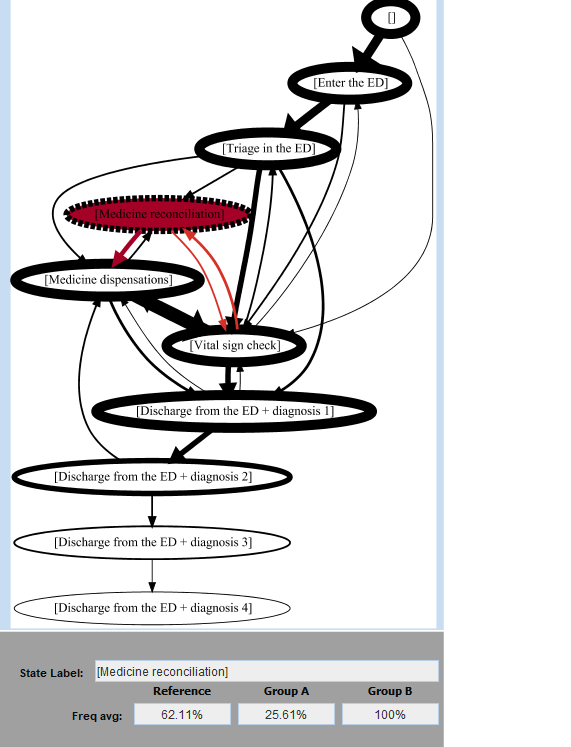 []
[Enter the ED]
[Triage in the ED]
[Medicine reconciliation]
[Medicine dispensations]
[Vital sign check]
[Discharge from the ED + diagnosis 1]
[Discharge from the ED + diagnosis 2]
[Discharge from the ED + diagnosis 3]
[Discharge from the ED + diagnosis 4]
State Label: [Medicine reconciliation]
Reference Group A Group B
Freq avg: 62.11% 25.61% 100%